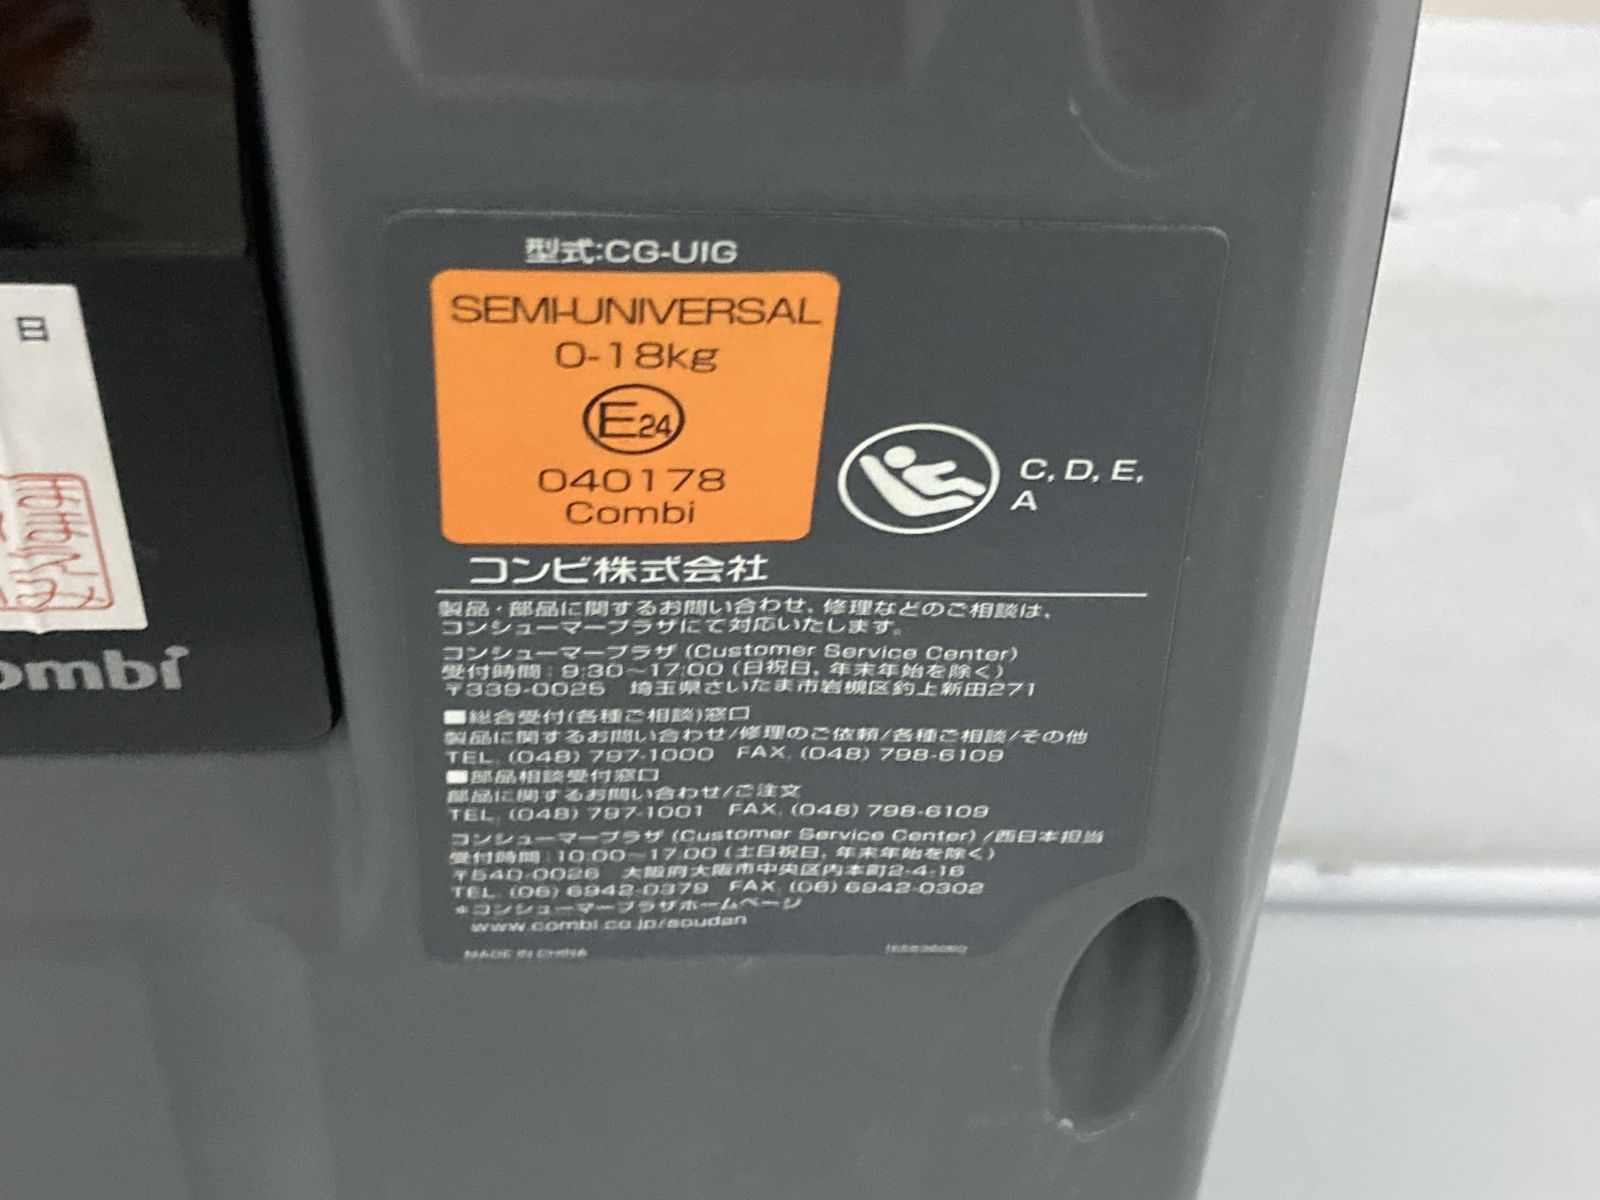 型式:CG-UIG
SEMI-UNIVERSAL
0-18kg
E24
040178
Combi
C, D, E,
A
コンビ株式会社
製品・部品に関するお問い合わせ、修理などのご相談は、
コンシューマープラザにて対応いたします。
コンシューマープラザ (Customer Service Center)
受付時間：9:30～17:00 (日祝日、年末年始を除く)
〒339-0025 埼玉県さいたま市岩槻区釣上新田271
■総合受付(各種ご相談)窓口
製品に関するお問い合わせ/修理のご依頼/各種ご相談/その他
TEL. (048) 797-1000 FAX. (048) 798-6109
■部品相談受付窓口
部品に関するお問い合わせ/ご注文
TEL. (048) 797-1001 FAX. (048) 798-6109
コンシューマープラザ (Customer Service Center) /西日本担当
受付時間：10:00～17:00 (土日祝日、年末年始を除く)
〒540-0026 大阪府大阪市中央区内本町2-4-16
TEL. (06) 6942-0379 FAX. (06) 6942-0302
*コンシューマープラザホームページ
www.combi.co.jp/soudan
MADE IN CHINA
日
ombi